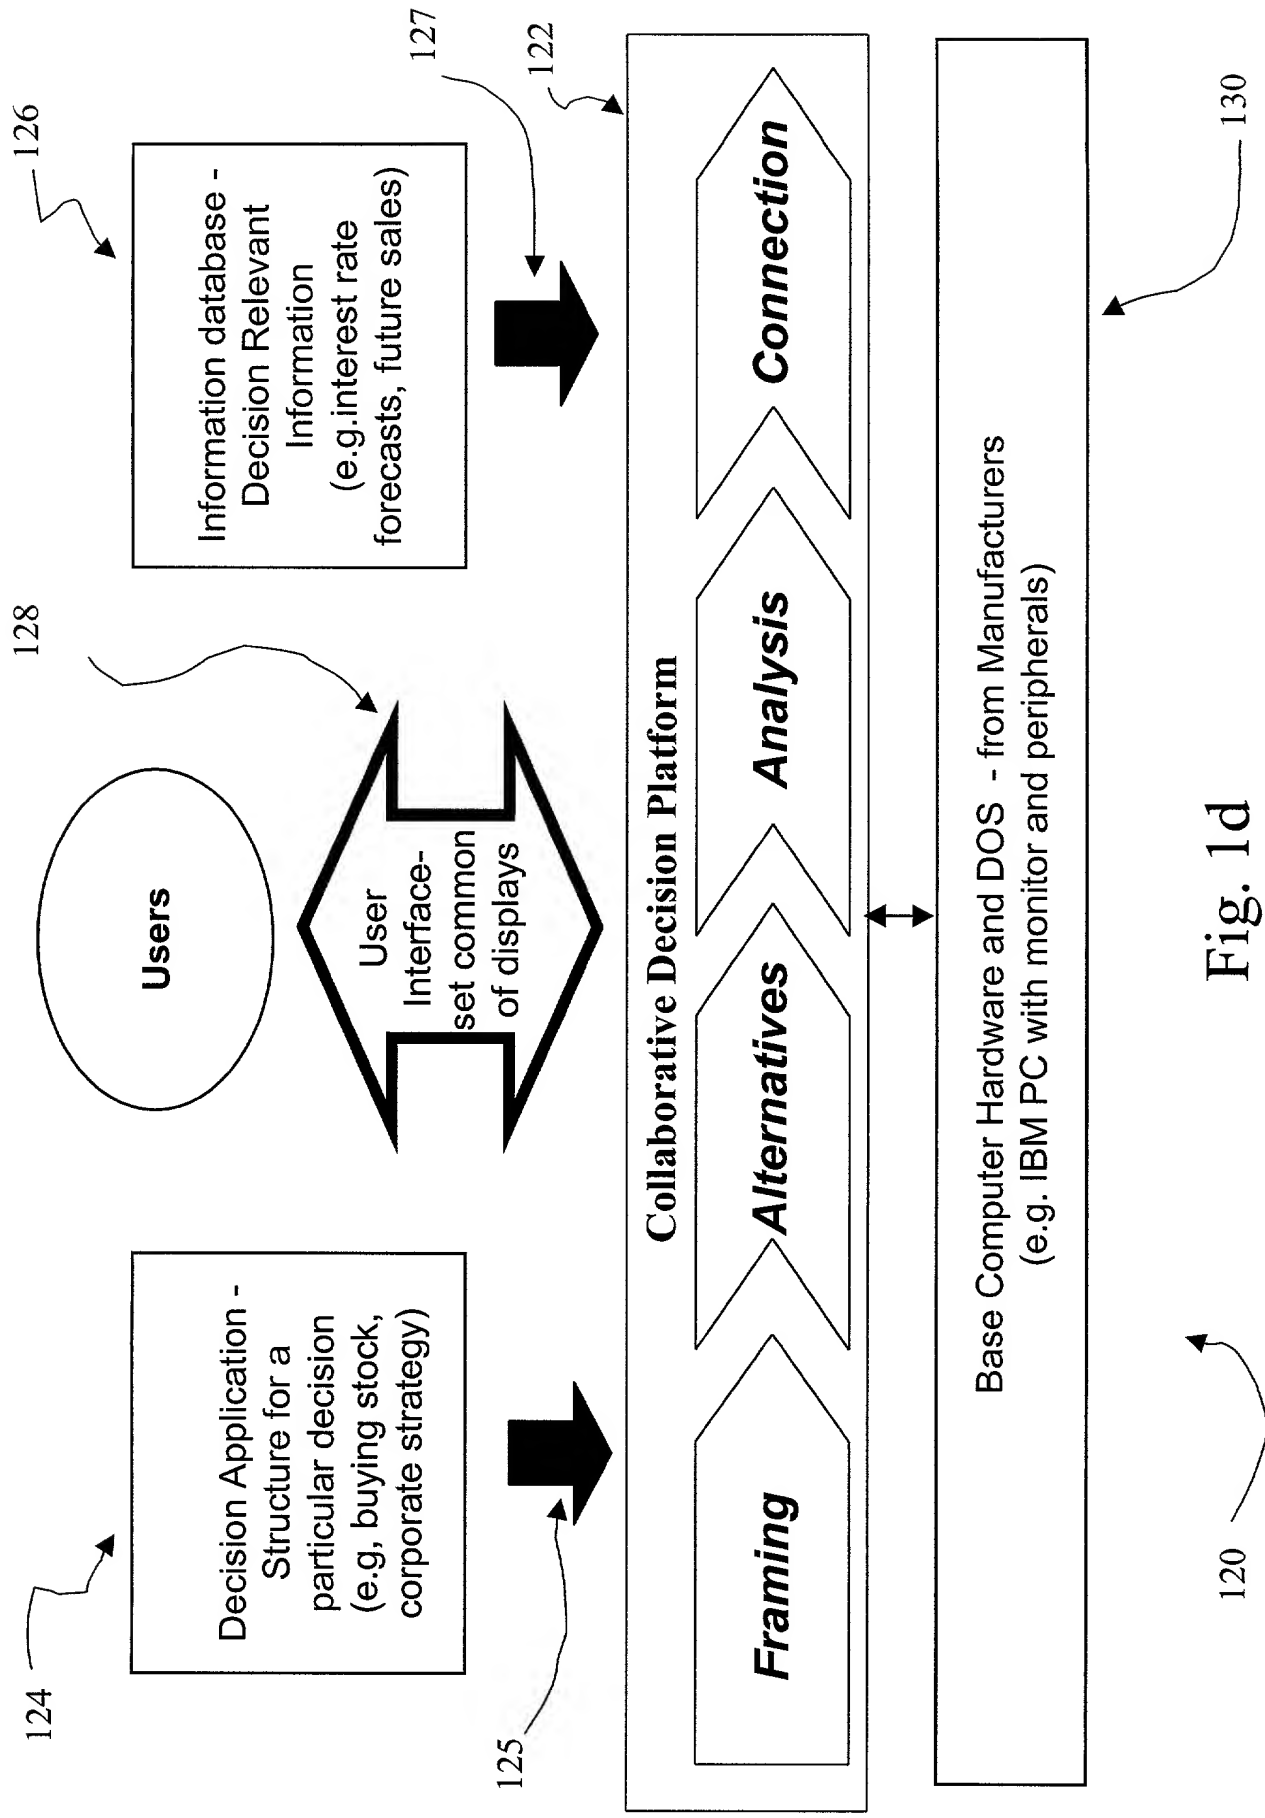 124
Decision Application -
Structure for a
particular decision
(e.g, buying stock,
corporate strategy)
125
Users
128
User
Interface-
set common
of displays
126
Information database -
Decision Relevant
Information
(e.g.interest rate
forecasts, future sales)
127
122
Collaborative Decision Platform
Framing
Alternatives
Analysis
Connection
Base Computer Hardware and DOS - from Manufacturers
(e.g. IBM PC with monitor and peripherals)
130
120
Fig. 1d